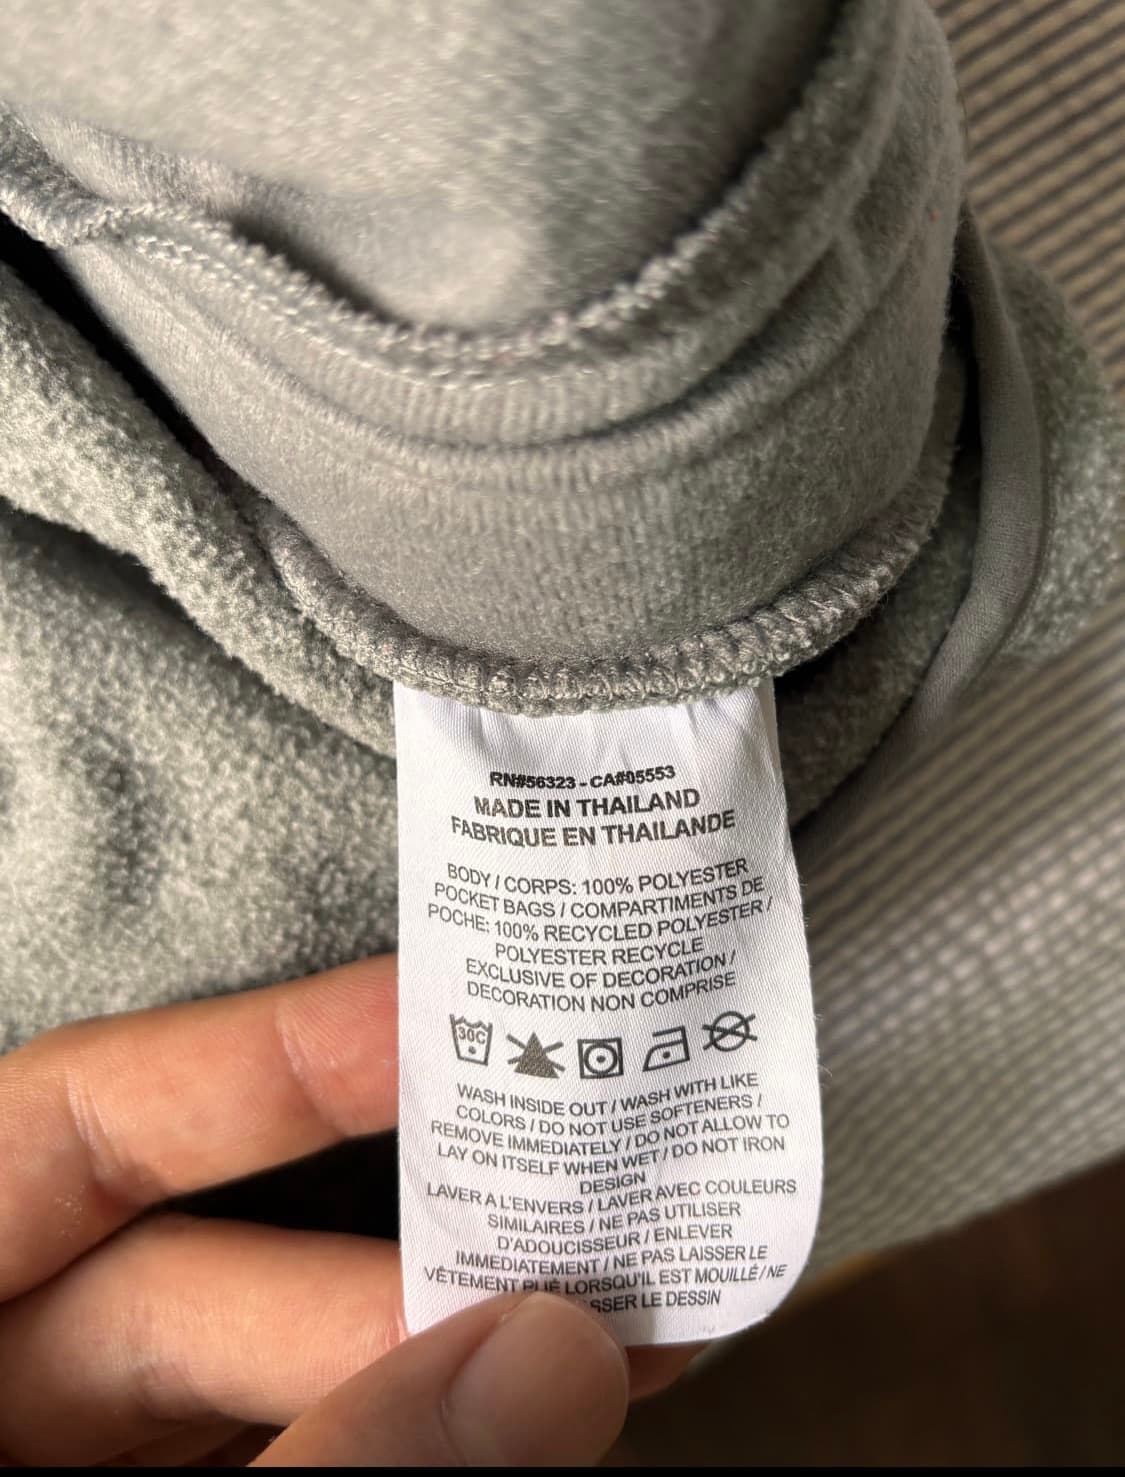 RN#56323 - CA#05553
MADE IN THAILAND
FABRIQUE EN THAILANDE
BODY / CORPS: 100% POLYESTER
POCKET BAGS / COMPARTIMENTS DE
POCHE: 100% RECYCLED POLYESTER /
POLYESTER RECYCLE
EXCLUSIVE OF DECORATION /
DECORATION NON COMPRISE
30C
WASH INSIDE OUT / WASH WITH LIKE
COLORS / DO NOT USE SOFTENERS /
REMOVE IMMEDIATELY / DO NOT ALLOW TO
LAY ON ITSELF WHEN WET / DO NOT IRON
DESIGN
LAVER A L'ENVERS / LAVER AVEC COULEURS
SIMILAIRES / NE PAS UTILISER
D'ADOUCISSEUR / ENLEVER
IMMEDIATEMENT / NE PAS LAISSER LE
VÊTEMENT PLIÉ LORSQU'IL EST MOUILLÉ / NE
SSER LE DESSIN